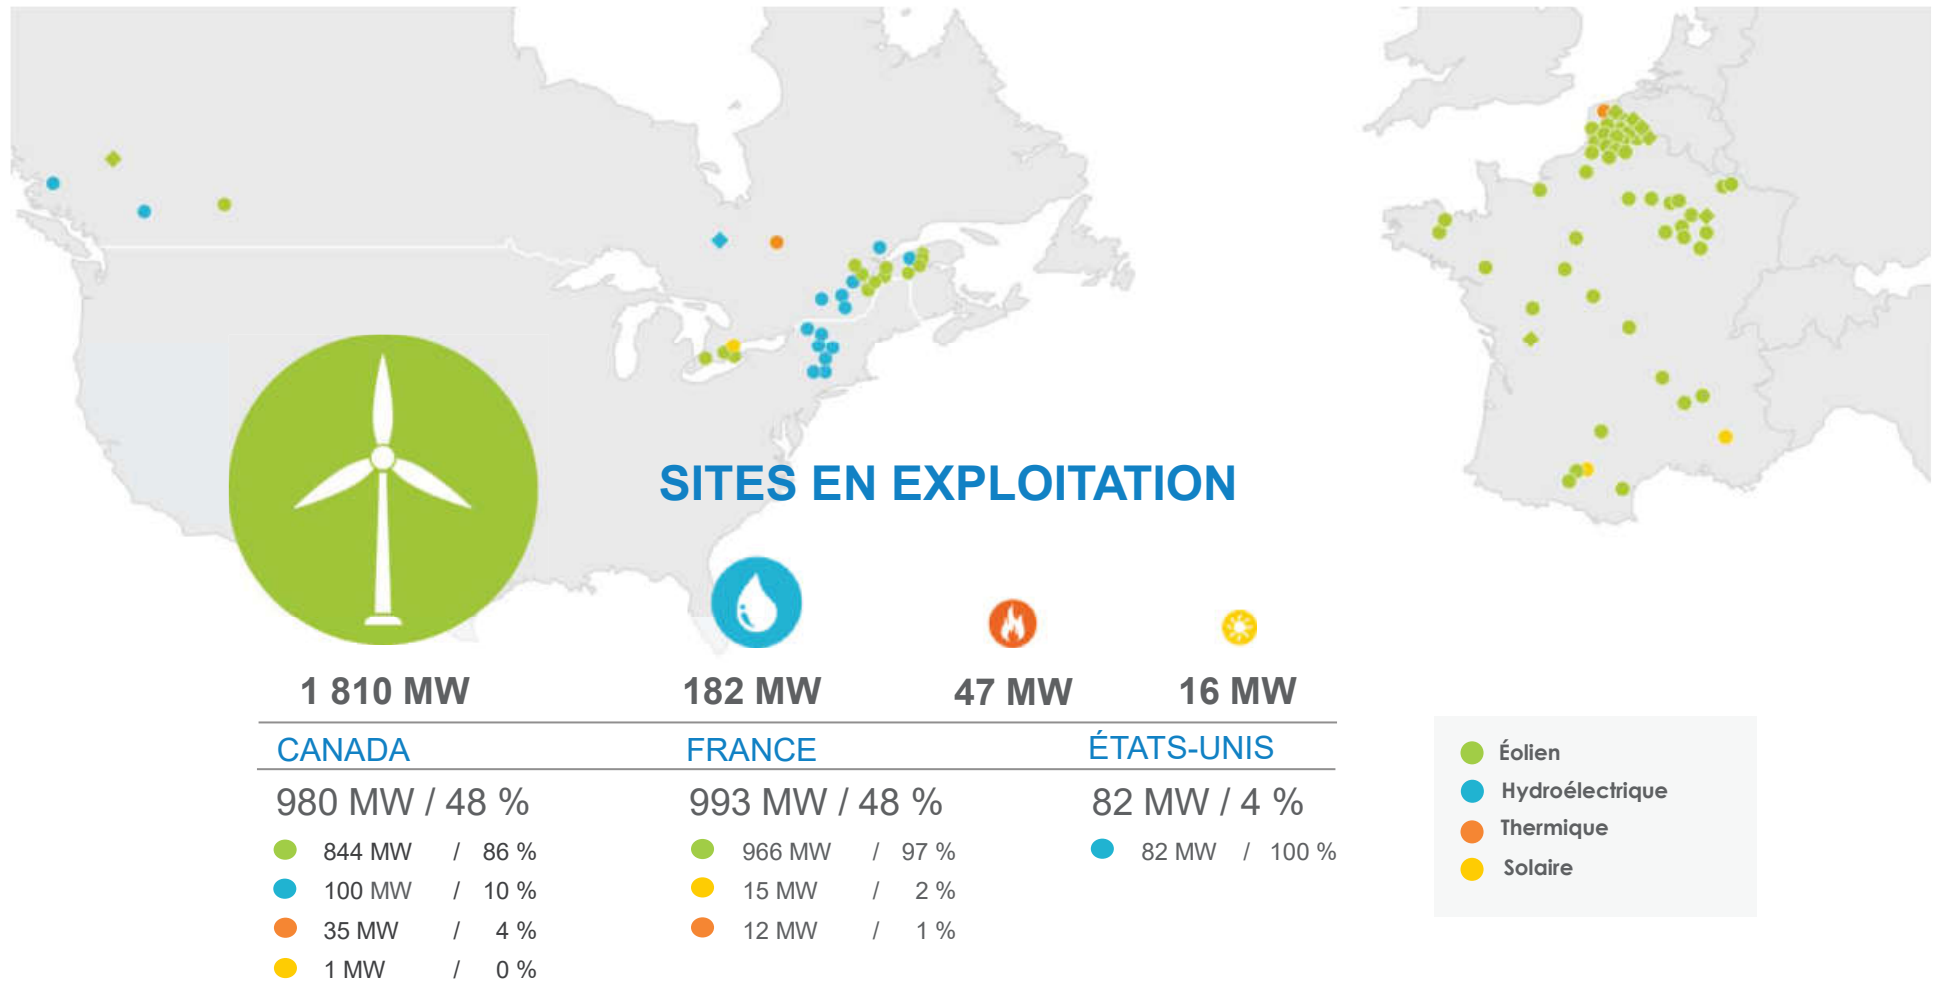 SITES EN EXPLOITATION
1 810 MW 182 MW 47 MW 16 MW
CANADA FRANCE ÉTATS-UNIS
980 MW / 48 % 993 MW / 48 % 82 MW / 4 %
844 MW / 86 % 966 MW / 97 % 82 MW / 100 %
100 MW / 10 % 15 MW / 2 %
35 MW / 4 % 12 MW / 1 %
1 MW / 0 %
Éolien
Hydroélectrique
Thermique
Solaire